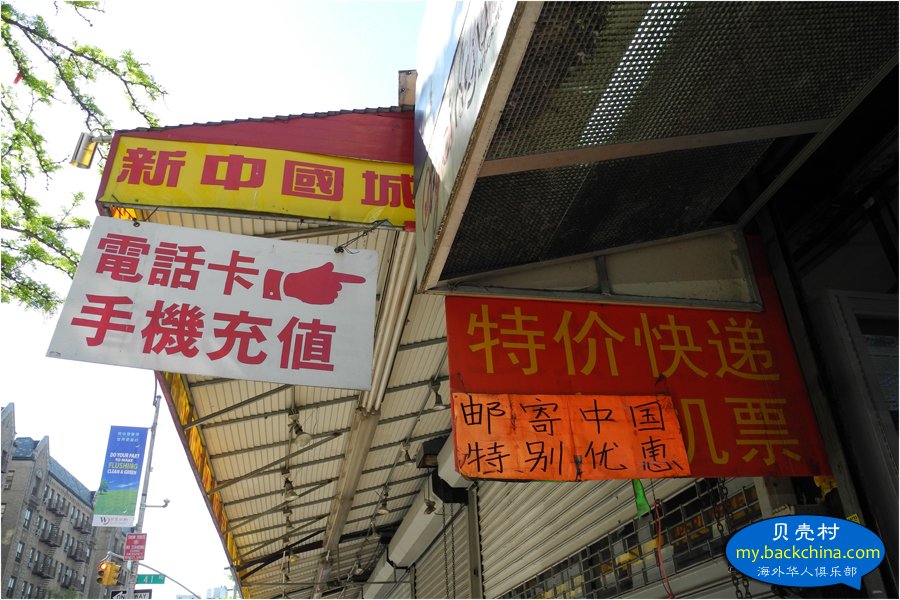 新中國城
電話卡
手機充值
特价快递
机票
邮寄中国
特别优惠
DO YOUR PART
TO MAKE
FLUSHING
CLEAN & GREEN
41
贝壳村
my.backchina.com
海外华人俱乐部